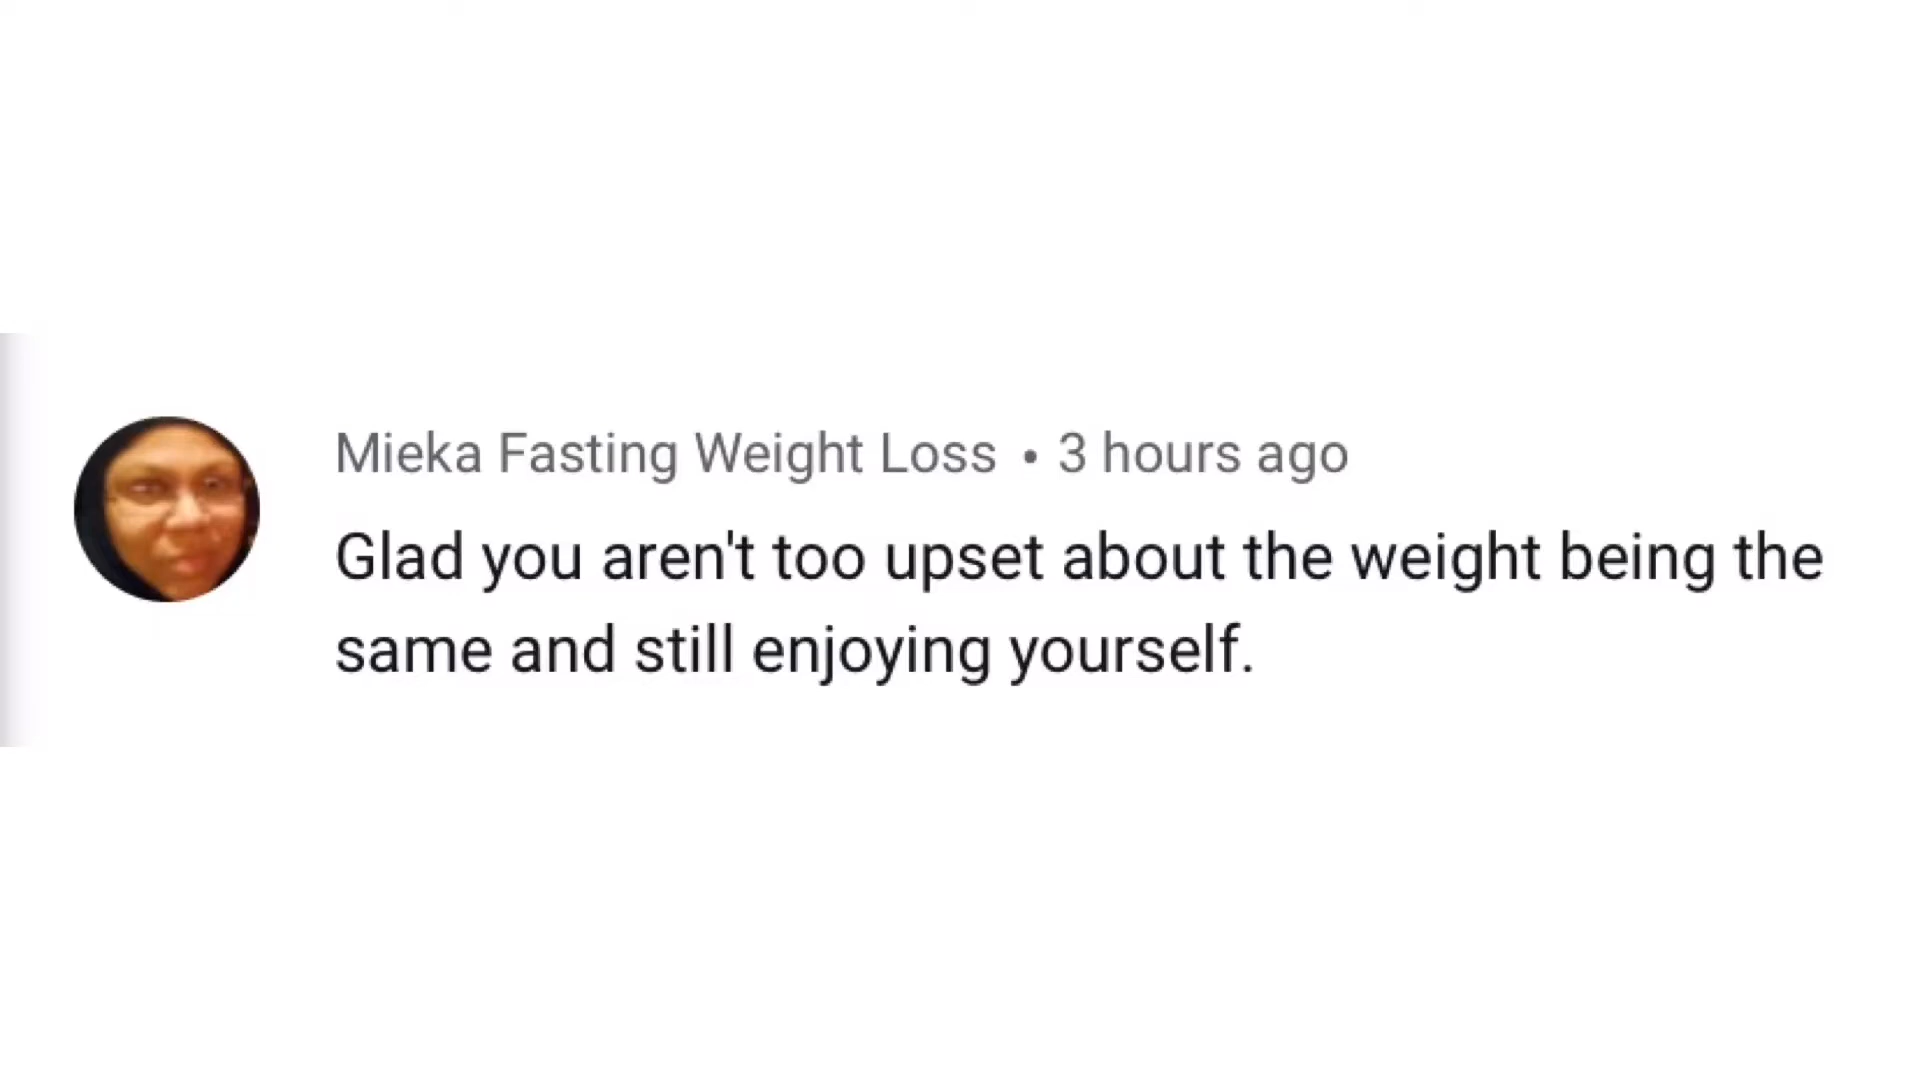 Mieka Fasting Weight Loss • 3 hours ago
Glad you aren't too upset about the weight being the
same and still enjoying yourself.